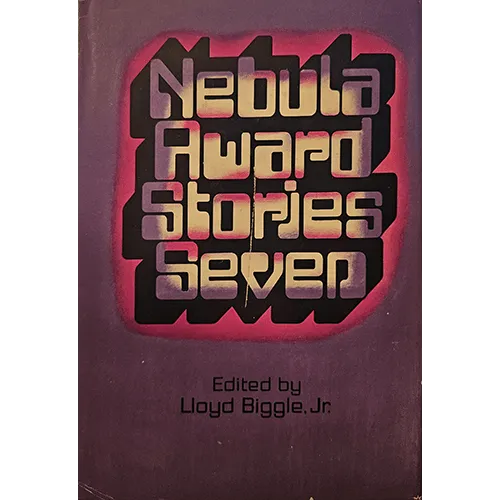 Nebula
Award
Stories
Seven
Edited by
Lloyd Biggle, Jr.